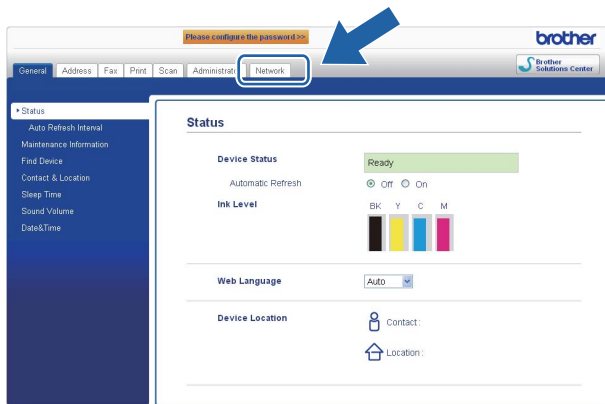 Please configure the password >>
brother
General Address Fax Print Scan Administrato Network
Brother
Solutions Center
Status
Auto Refresh Interval
Maintenance Information
Find Device
Contact & Location
Sleep Time
Sound Volume
Date&Time
Status
Device Status Ready
Automatic Refresh Off On
Ink Level BK Y C M
Web Language Auto
Device Location Contact :
Location :